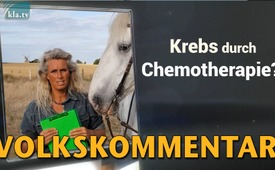 kla.tv
Krebs durch
Chemotherapie?
VOLKSKOMMENTAR